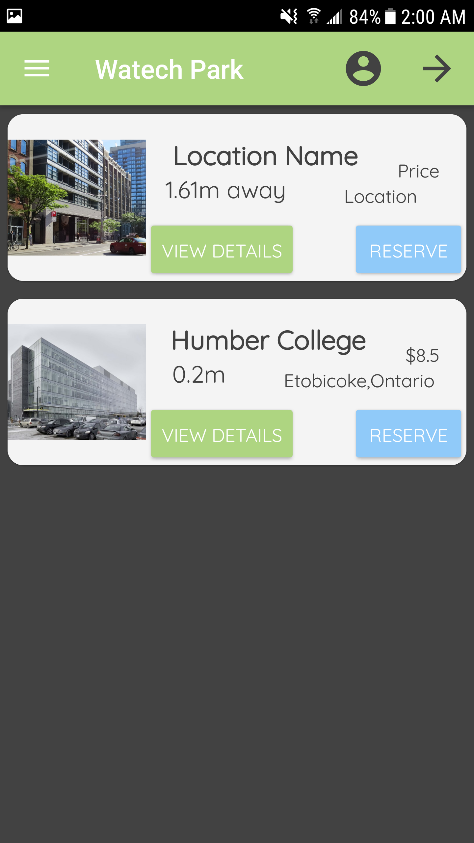 84% 2:00 AM
Watech Park
Location Name
1.61m away
Price
Location
VIEW DETAILS
RESERVE
Humber College
$8.5
0.2m
Etobicoke,Ontario
VIEW DETAILS
RESERVE